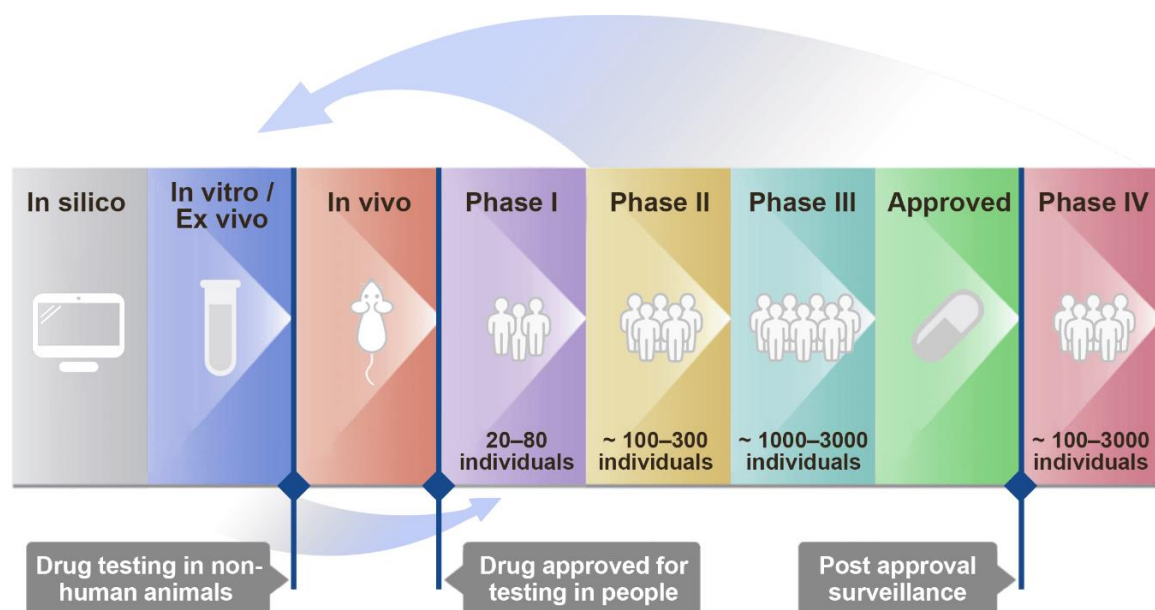 In silico
In vitro /
Ex vivo
In vivo
Phase I
Phase II
Phase III
Approved
Phase IV
20–80
individuals
~ 100–300
individuals
~ 1000–3000
individuals
~ 100–3000
individuals
Drug testing in non-
human animals
Drug approved for
testing in people
Post approval
surveillance